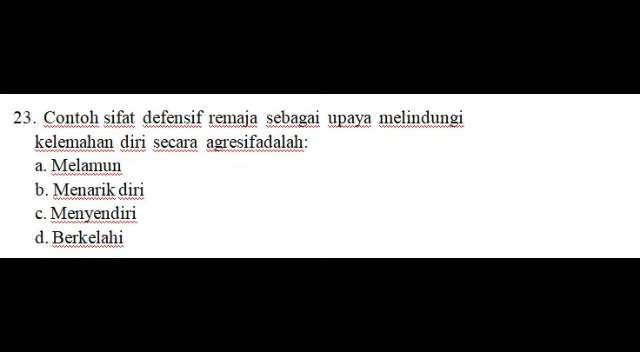 23. Contoh sifat defensif remaja sebagai upaya melindungi
kelemahan diri secara agresifadalah:
a. Melamun
b. Menarik diri
c. Menyendiri
d. Berkelahi